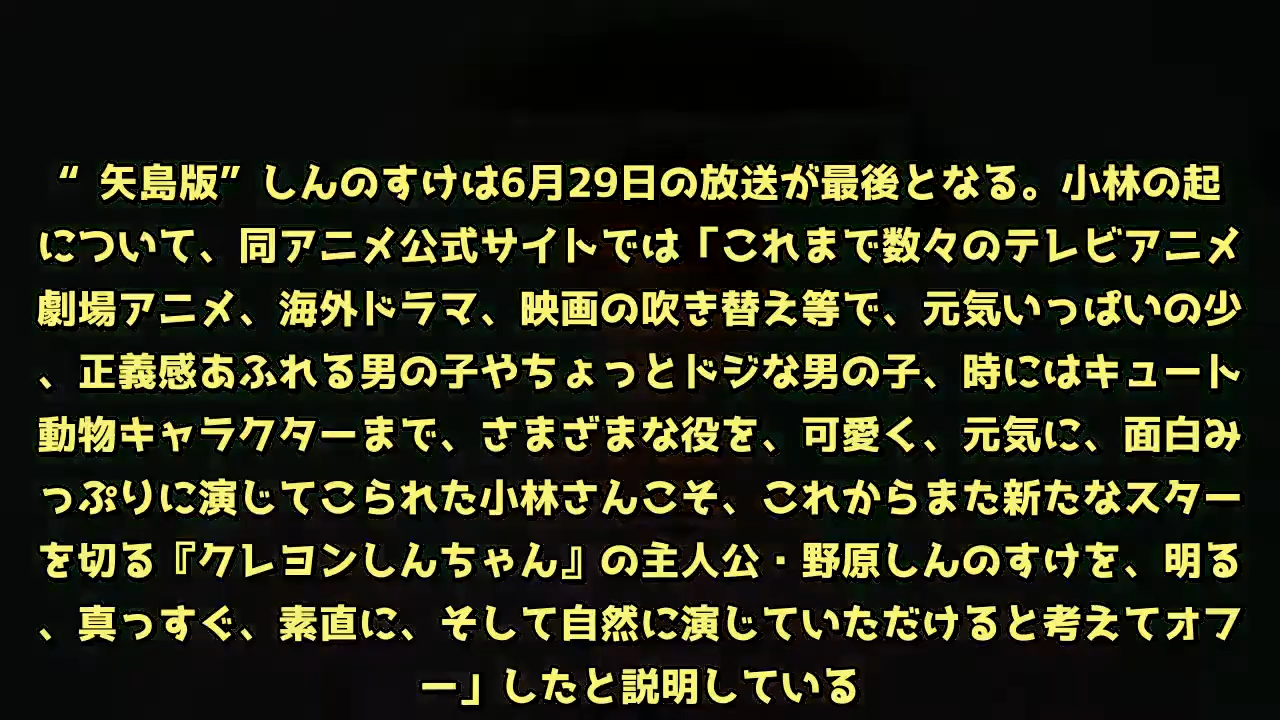 “ 矢島版”しんのすけは6月29日の放送が最後となる。小林の起
について、同アニメ公式サイトでは「これまで数々のテレビアニメ
劇場アニメ、海外ドラマ、映画の吹き替え等で、元気いっぱいの少
、正義感あふれる男の子やちょっとドジな男の子、時にはキュート
動物キャラクターまで、さまざまな役を、可愛く、元気に、面白み
っぷりに演じてこられた小林さんこそ、これからまた新たなスター
を切る『クレヨンしんちゃん』の主人公・野原しんのすけを、明る
、真っすぐ、素直に、そして自然に演じていただけると考えてオフ
ー」したと説明している